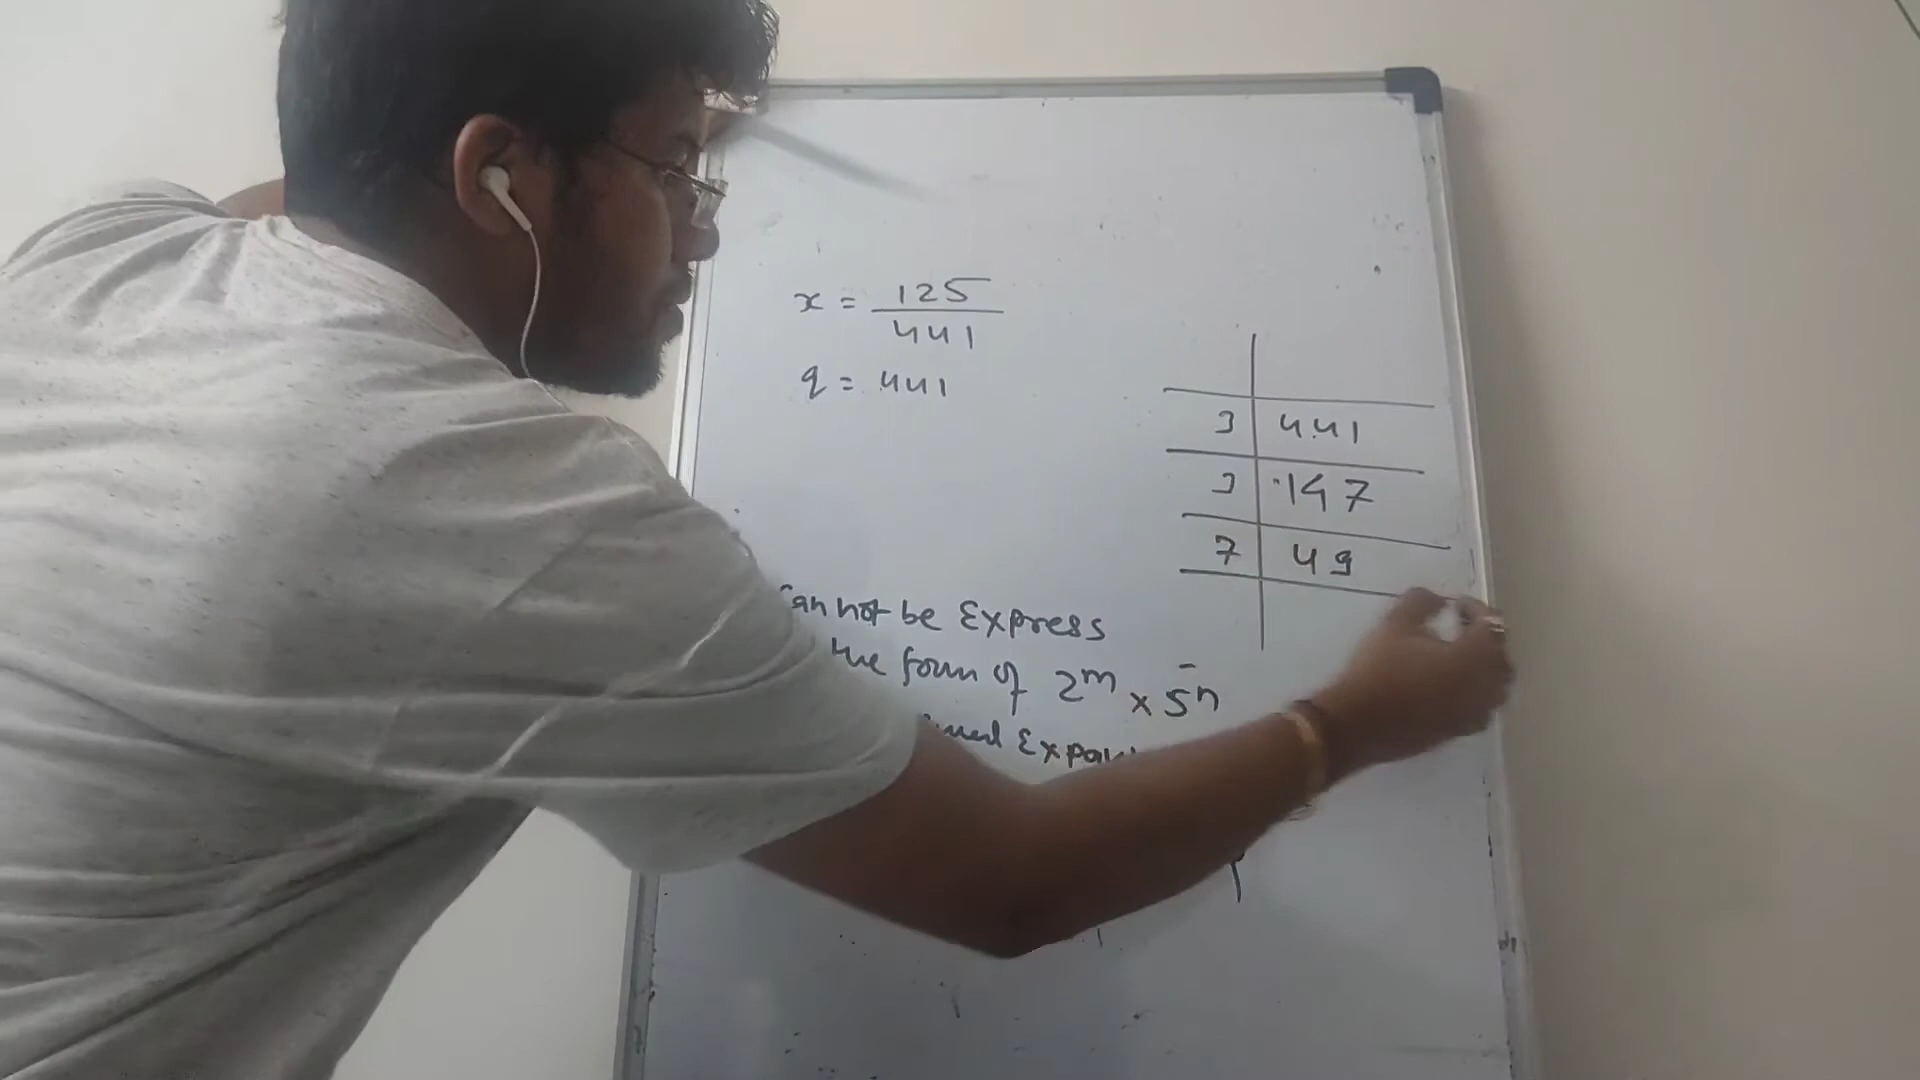 x = 125
441
q = 441
3 441
3 147
7 49
Can not be Express
the form of 2^m x 5^n